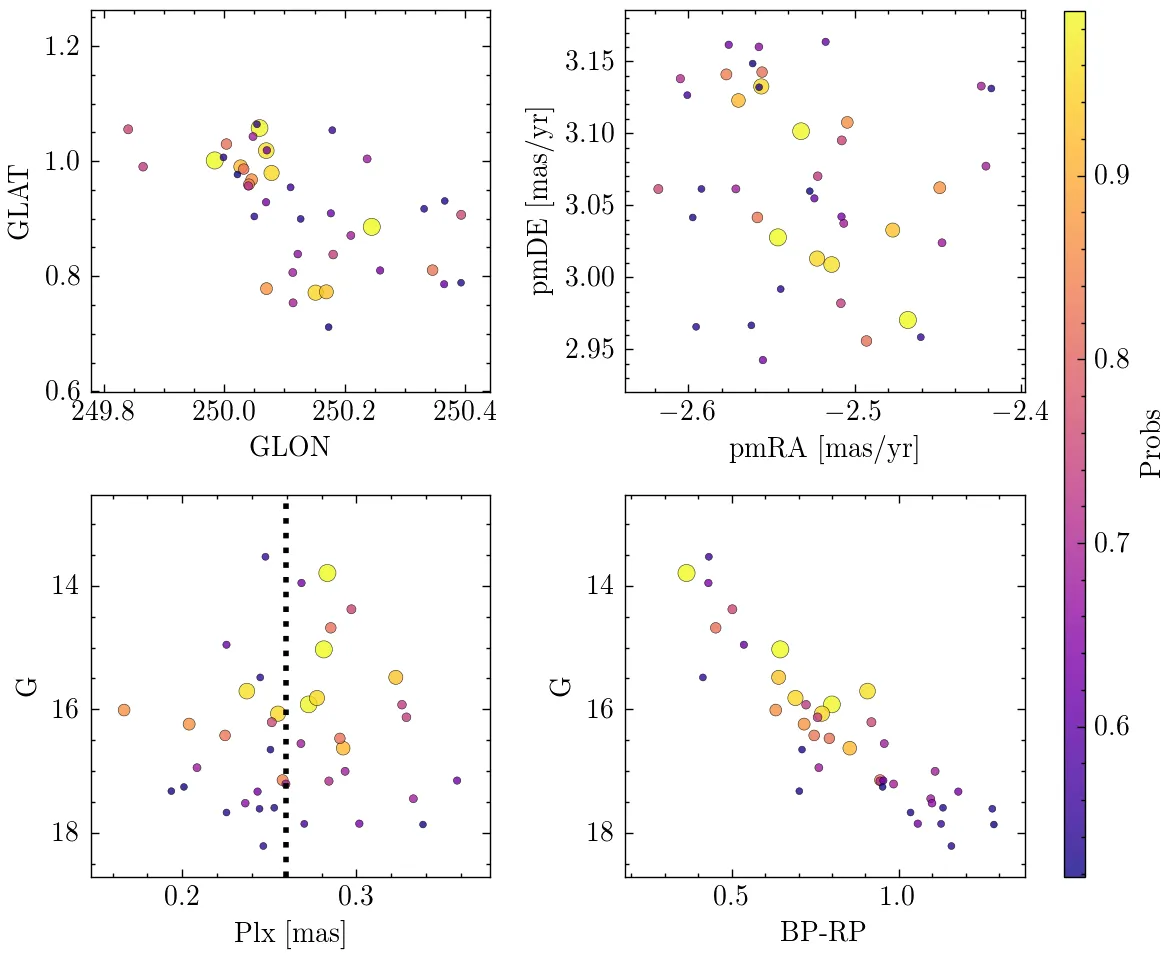 1.2
1.0
0.8
0.6
GLAT
249.8 250.0 250.2 250.4
GLON
3.15
3.10
3.05
3.00
2.95
pmDE [mas/yr]
−2.6 −2.5 −2.4
pmRA [mas/yr]
14
16
18
G
0.2 0.3
Plx [mas]
14
16
18
G
0.5 1.0
BP-RP
0.9
0.8
0.7
0.6
Probs